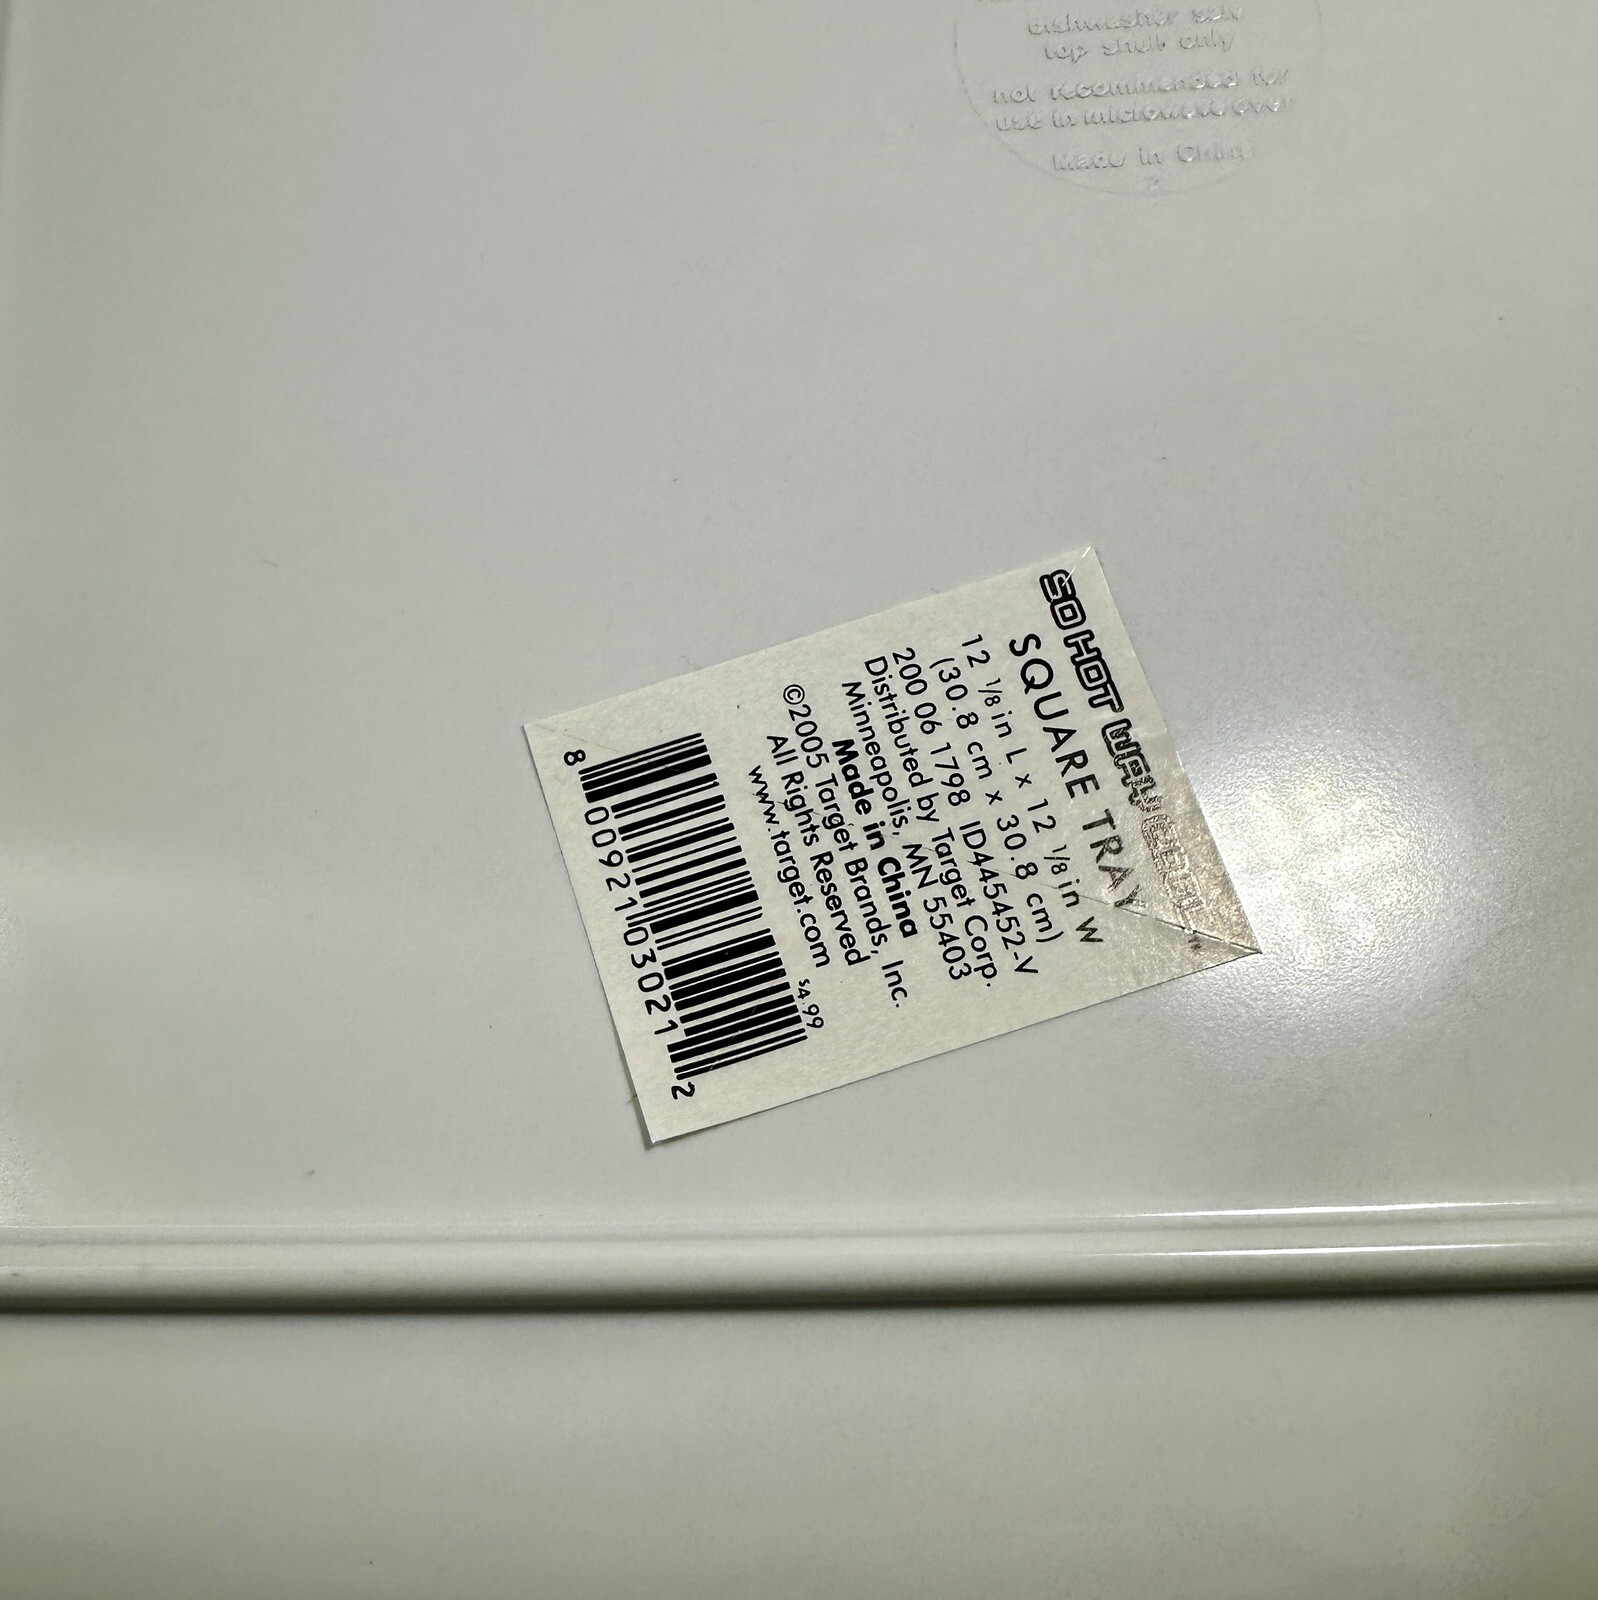 dishwasher safe
top shelf only
not recommended for
use in microwave oven
Made in China
SO HOT WAY COOL™
SQUARE TRAY
12 1/8 in L x 12 1/8 in W
(30.8 cm x 30.8 cm)
200 06 1798 ID445452-V
Distributed by Target Corp.
Minneapolis, MN 55403
Made in China
©2005 Target Brands, Inc.
All Rights Reserved
www.target.com
$4.99
8 00921 03021 2